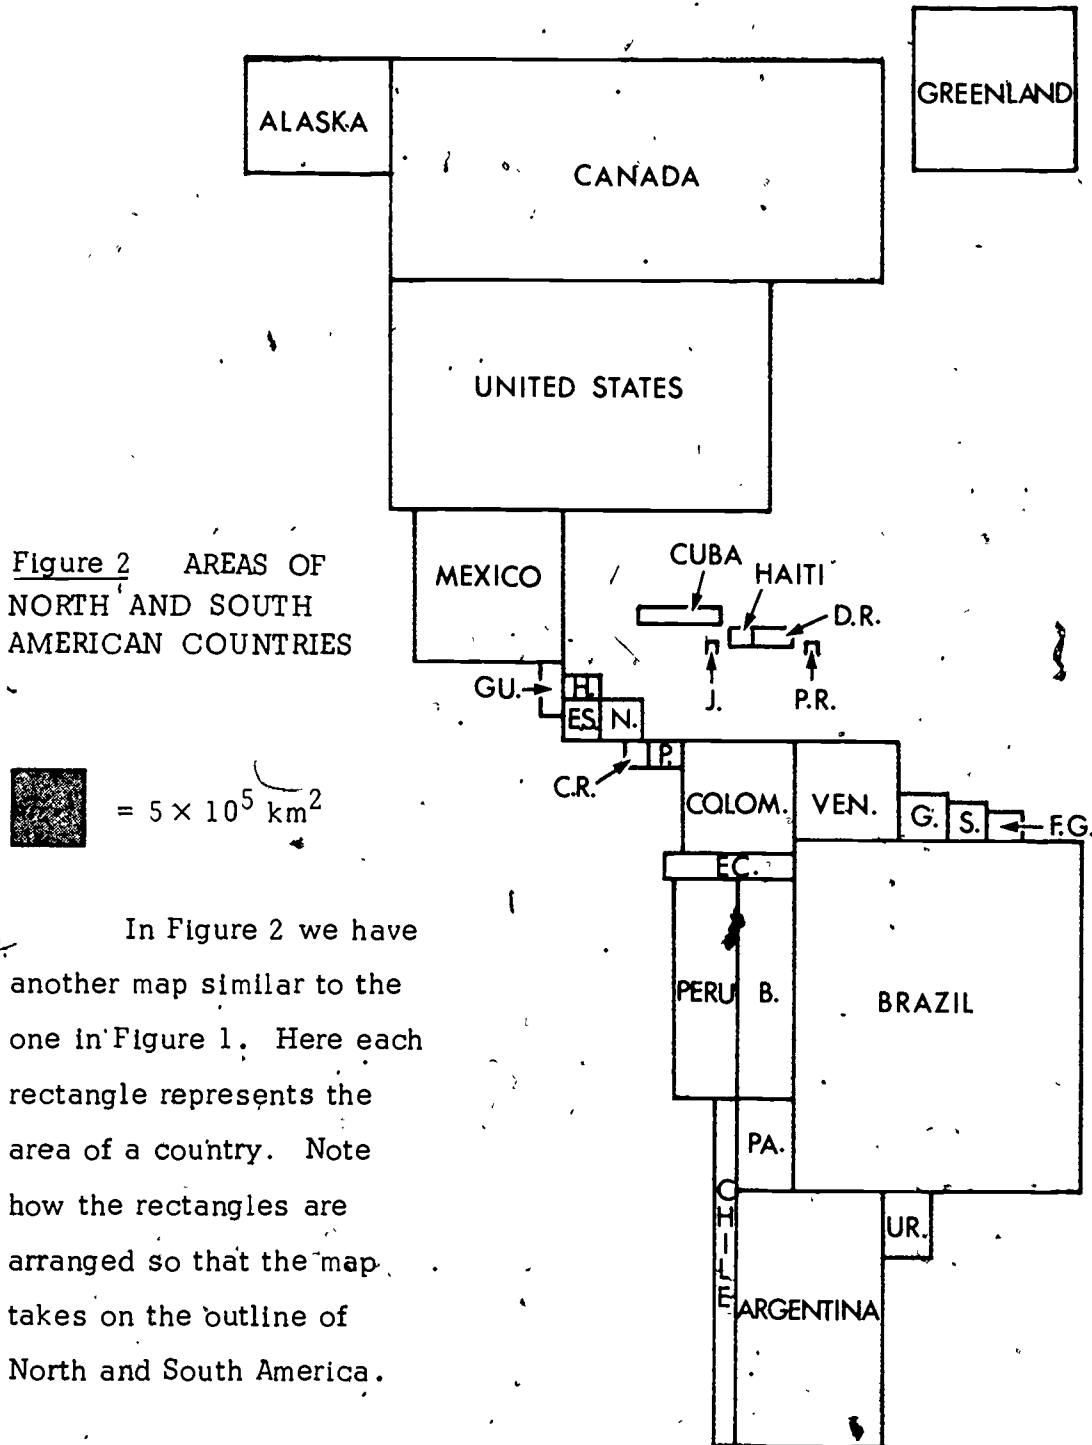 GREENLAND
ALASKA
CANADA
UNITED STATES
Figure 2 AREAS OF
NORTH AND SOUTH
AMERICAN COUNTRIES
MEXICO
CUBA
HAITI
D.R.
GU.
H.
J.
P.R.
ES.
N.
C.R.
P.
= 5 × 10⁵ km²
COLOM.
VEN.
G.
S.
F.G.
EC.
In Figure 2 we have
another map similar to the
one in Figure 1. Here each
rectangle represents the
area of a country. Note
how the rectangles are
arranged so that the map
takes on the outline of
North and South America.
PERU
B.
BRAZIL
PA.
CHILE
UR.
ARGENTINA